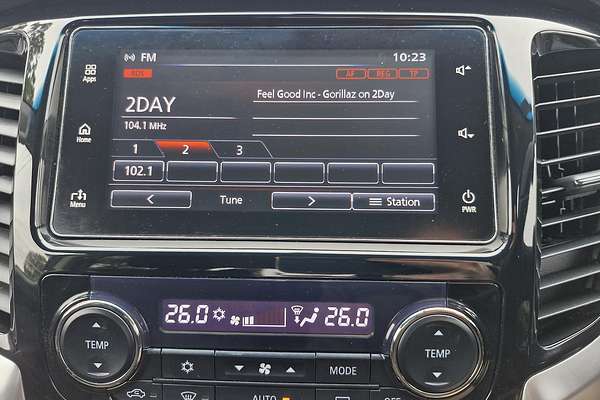 FM 10:23
Apps RDS AF REG TP
2DAY Feel Good Inc - Gorillaz on 2Day
104.1 MHz
Home
1 2 3
102.1
Menu Tune Station PWR
26.0 26.0
TEMP TEMP
MODE
AUTO OFF